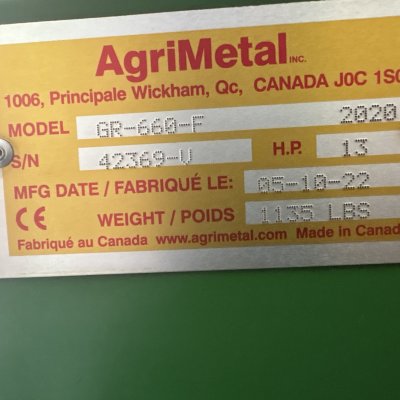 AgriMetal INC.
1006, Principale Wickham, Qc, CANADA J0C 1S0
MODEL GR-660-F 2020
S/N 42369-V H.P. 13
MFG DATE / FABRIQUÉ LE: 05-10-22
CE WEIGHT / POIDS 1135 LBS
Fabriqué au Canada www.agrimetal.com Made in Canada